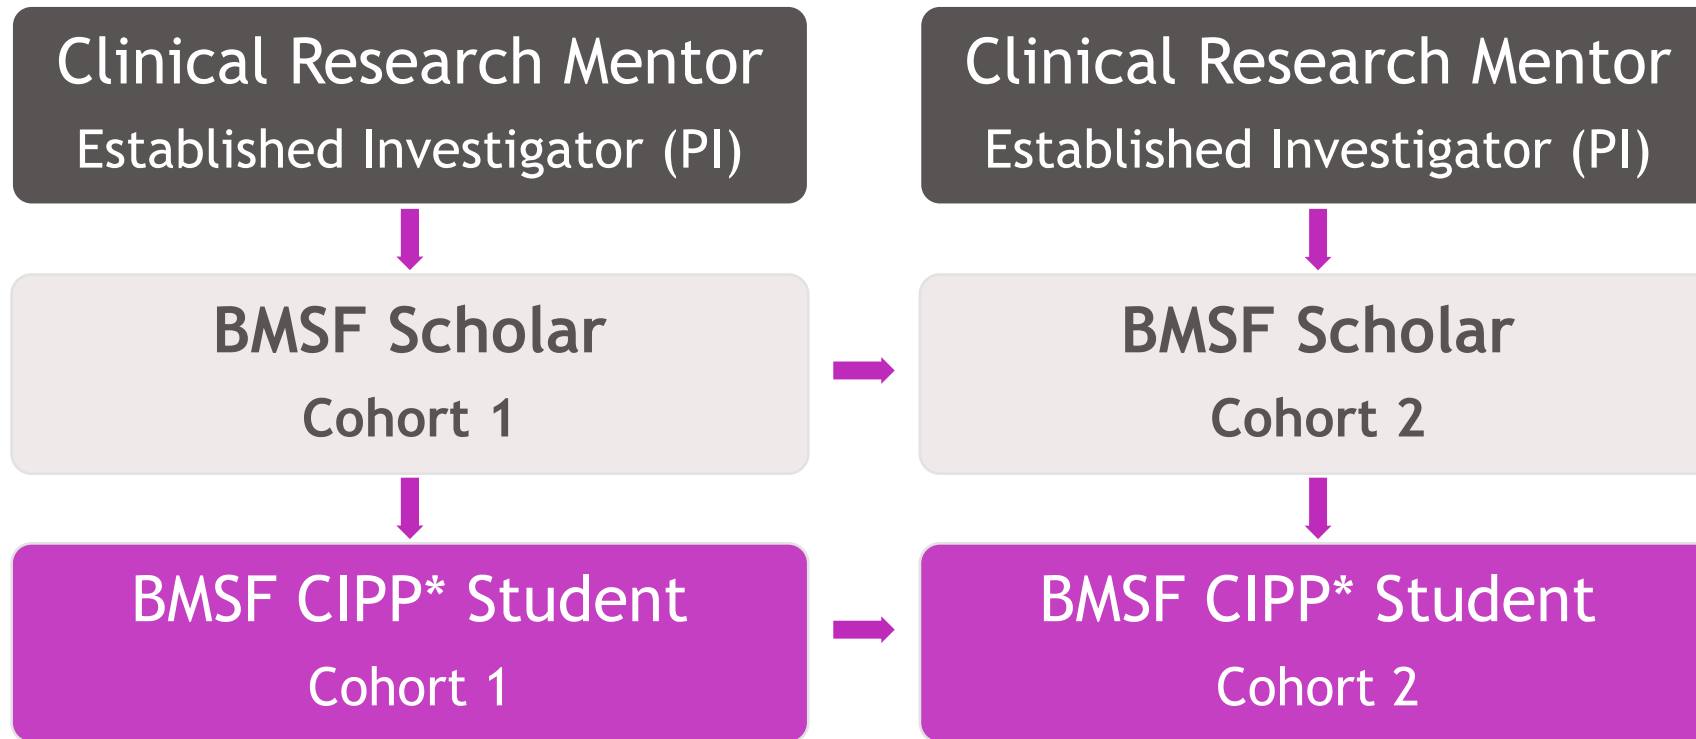 Clinical Research Mentor
Established Investigator (PI)
Clinical Research Mentor
Established Investigator (PI)
BMSF Scholar
Cohort 1
BMSF Scholar
Cohort 2
BMSF CIPP* Student
Cohort 1
BMSF CIPP* Student
Cohort 2